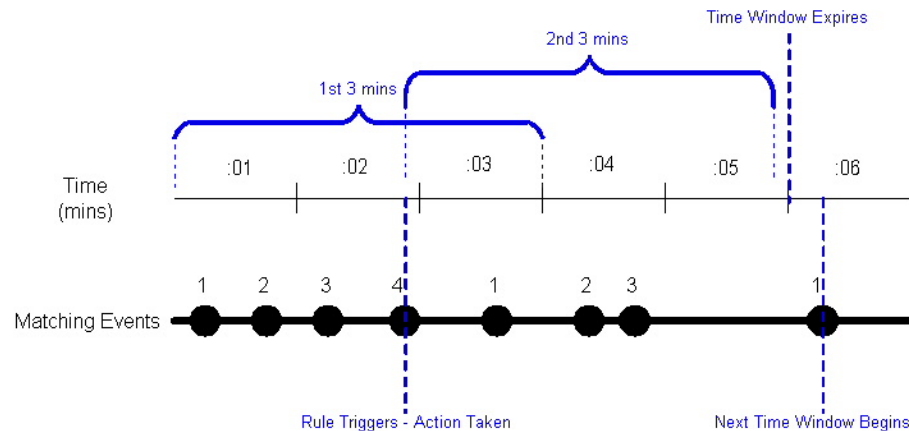 Time Window Expires
2nd 3 mins
1st 3 mins
:01 :02 :03 :04 :05 :06
Time
(mins)
1 2 3 4 1 2 3 1
Matching Events
Rule Triggers - Action Taken
Next Time Window Begins